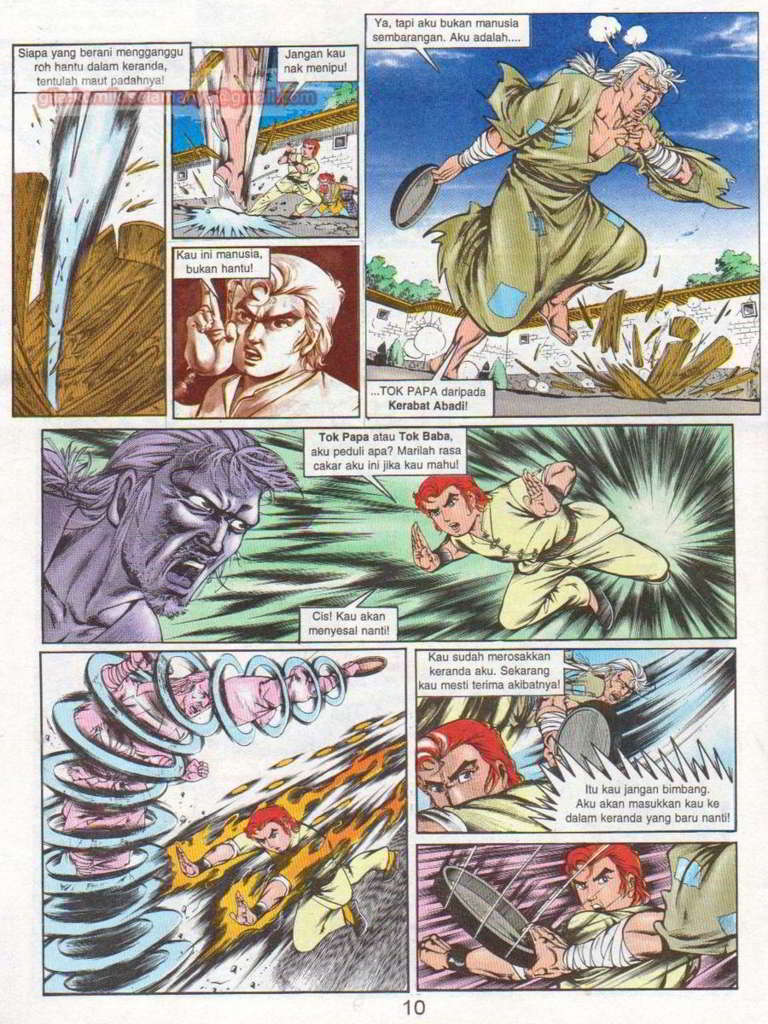 Siapa yang berani mengganggu
roh hantu dalam keranda,
tentulah maut padahnya!
Jangan kau
nak menipu!
Kau ini manusia,
bukan hantu!
Ya, tapi aku bukan manusia
sembarangan. Aku adalah....
...TOK PAPA daripada
Kerabat Abadi!
Tok Papa atau Tok Baba,
aku peduli apa? Marilah rasa
cakar aku ini jika kau mahu!
Cis! Kau akan
menyesal nanti!
Kau sudah merosakkan
keranda aku. Sekarang
kau mesti terima akibatnya!
Itu kau jangan bimbang.
Aku akan masukkan kau ke
dalam keranda yang baru nanti!
10